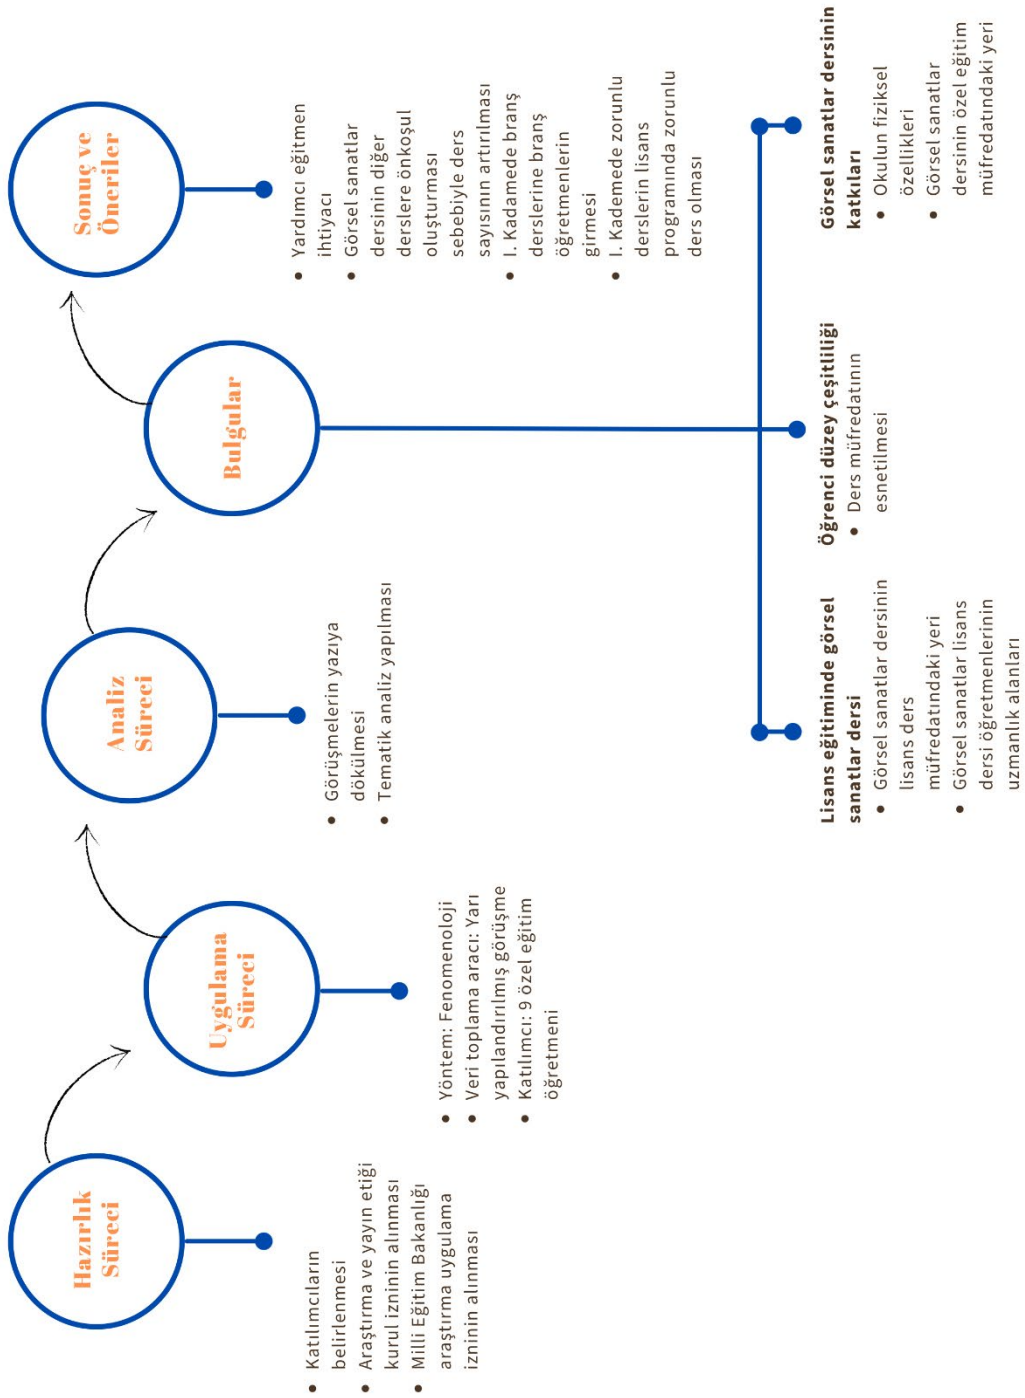 Hazırlık
Süreci
Katılımcıların
belirlenmesi
Araştırma ve yayın etiği
kurul izninin alınması
Milli Eğitim Bakanlığı
araştırma uygulama
izninin alınması
Uygulama
Süreci
Yöntem: Fenomenoloji
Veri toplama aracı: Yarı
yapılandırılmış görüşme
Katılımcı: 9 özel eğitim
öğretmeni
Analiz
Süreci
Görüşmelerin yazıya
dökülmesi
Tematik analiz yapılması
Bulgular
Lisans eğitiminde görsel
sanatlar dersi
Görsel sanatlar dersinin
lisans ders
müfredatındaki yeri
Görsel sanatlar lisans
dersi öğretmenlerinin
uzmanlık alanları
Öğrenci düzey çeşitliliği
Ders müfredatının
esnetilmesi
Görsel sanatlar dersinin
katkıları
Okulun fiziksel
özellikleri
Görsel sanatlar
dersinin özel eğitim
müfredatındaki yeri
Sonuç ve
Öneriler
Yardımcı eğitmen
ihtiyacı
Görsel sanatlar
dersinin diğer
derslere önkoşul
oluşturması
sebebiyle ders
sayısının artırılması
I. Kadamede branş
derslerine branş
öğretmenlerin
girmesi
I. Kademede zorunlu
derslerin lisans
programında zorunlu
ders olması